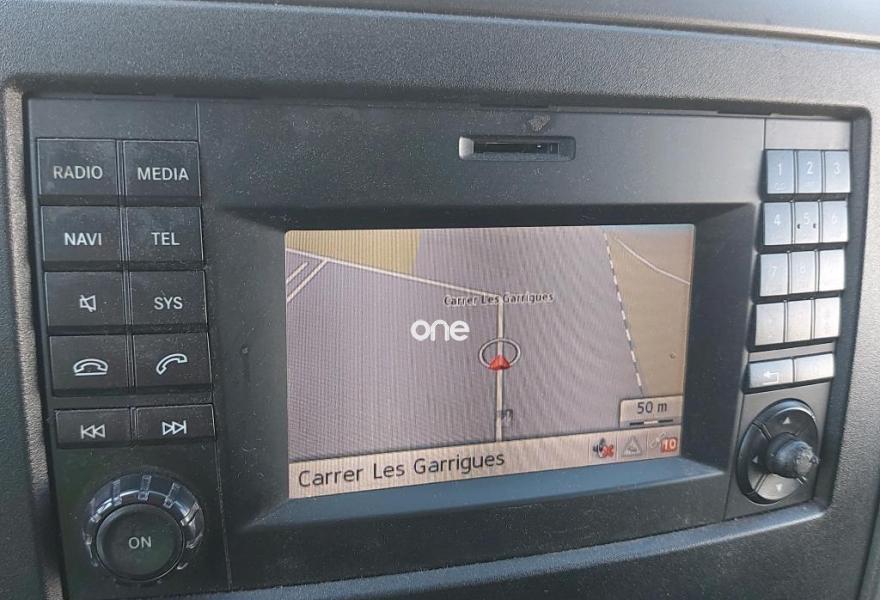 RADIO
MEDIA
NAVI
TEL
SYS
ON
Carrer Les Garrigues
one
50 m
10
Carrer Les Garrigues
1
2
3
4
5
6
7
8